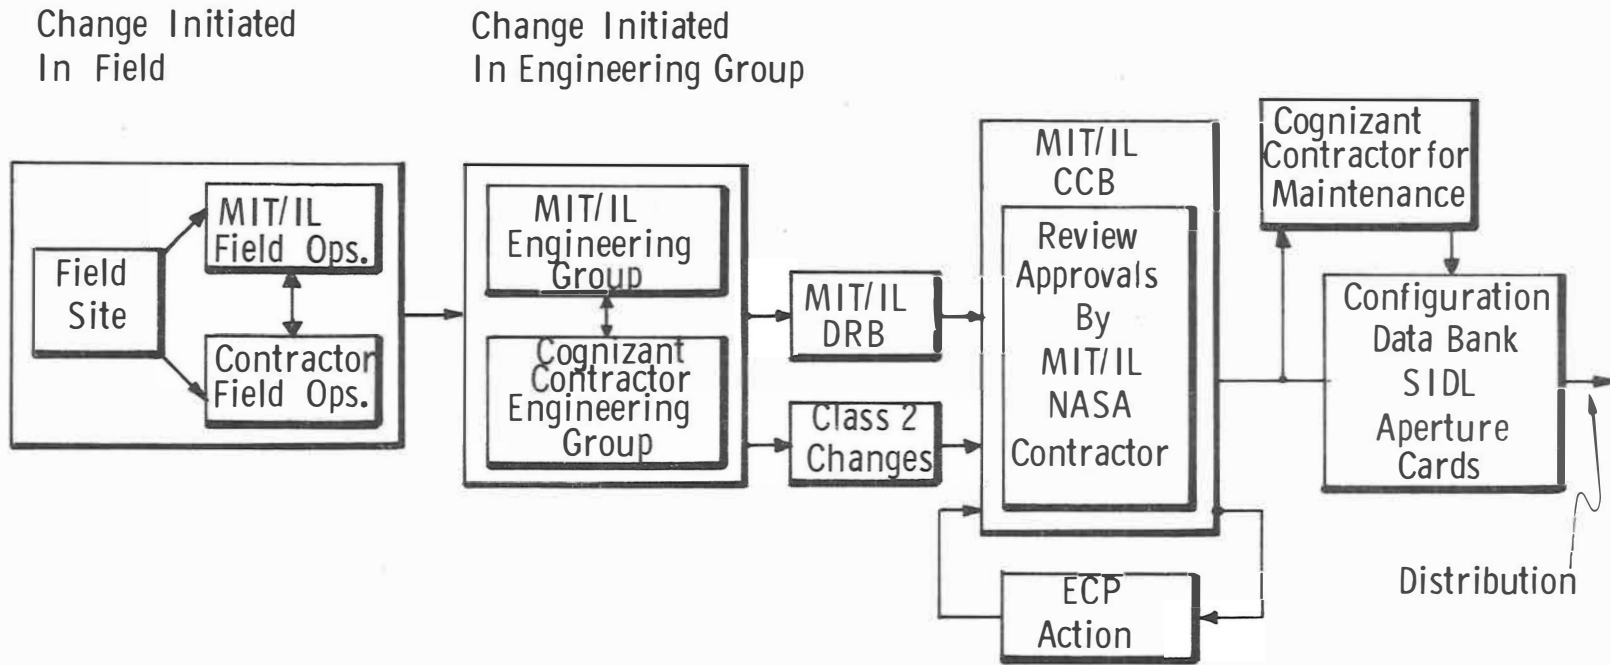 Change Initiated
In Field
Change Initiated
In Engineering Group
Field
Site
MIT/IL
Field Ops.
Contractor
Field Ops.
MIT/IL
Engineering
Group
Cognizant
Contractor
Engineering
Group
MIT/IL
DRB
Class 2
Changes
MIT/IL
CCB
Review
Approvals
By
MIT/IL
NASA
Contractor
ECP
Action
Cognizant
Contractor for
Maintenance
Configuration
Data Bank
SIDL
Aperture
Cards
Distribution